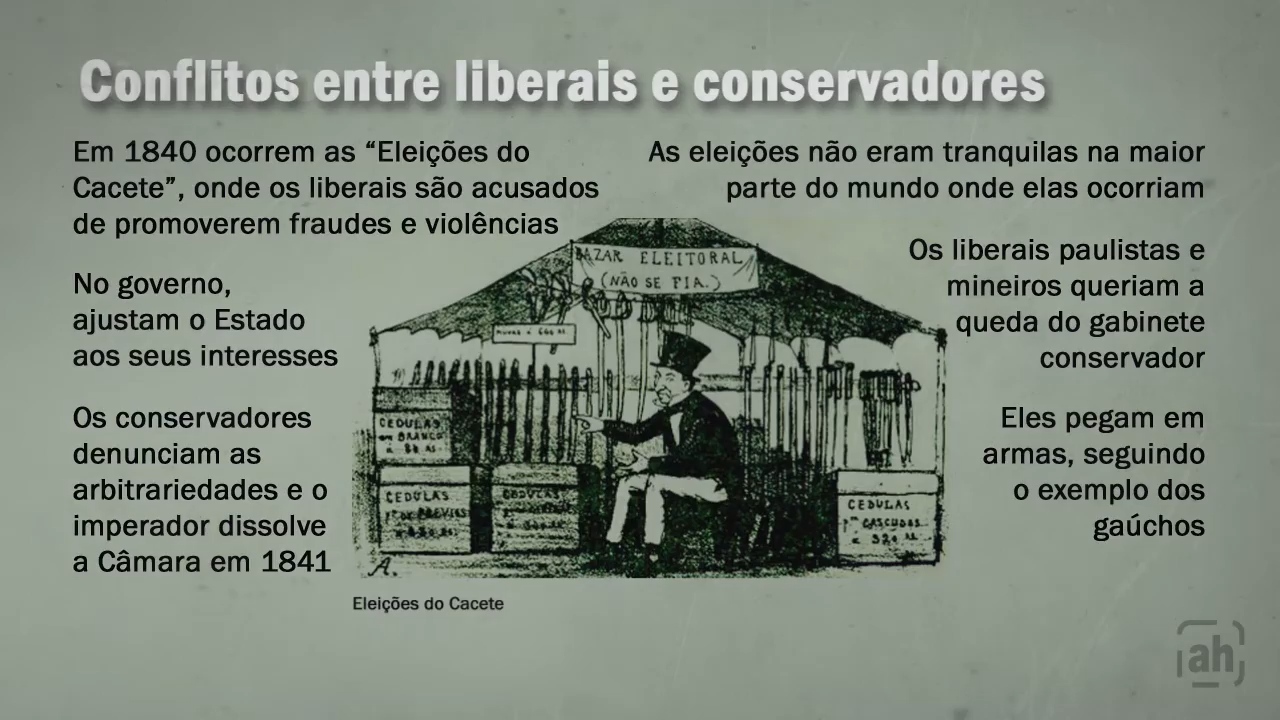 Conflitos entre liberais e conservadores
Em 1840 ocorrem as “Eleições do
Cacete”, onde os liberais são acusados
de promoverem fraudes e violências
No governo,
ajustam o Estado
aos seus interesses
Os conservadores
denunciam as
arbitrariedades e o
imperador dissolve
a Câmara em 1841
As eleições não eram tranquilas na maior
parte do mundo onde elas ocorriam
Os liberais paulistas e
mineiros queriam a
queda do gabinete
conservador
Eles pegam em
armas, seguindo
o exemplo dos
gaúchos
BAZAR ELEITORAL
(NÃO SE FIA.)
CEDULAS
em BRANCO
CEDULAS
CEDULAS
CEDULAS
A.
Eleições do Cacete
ah